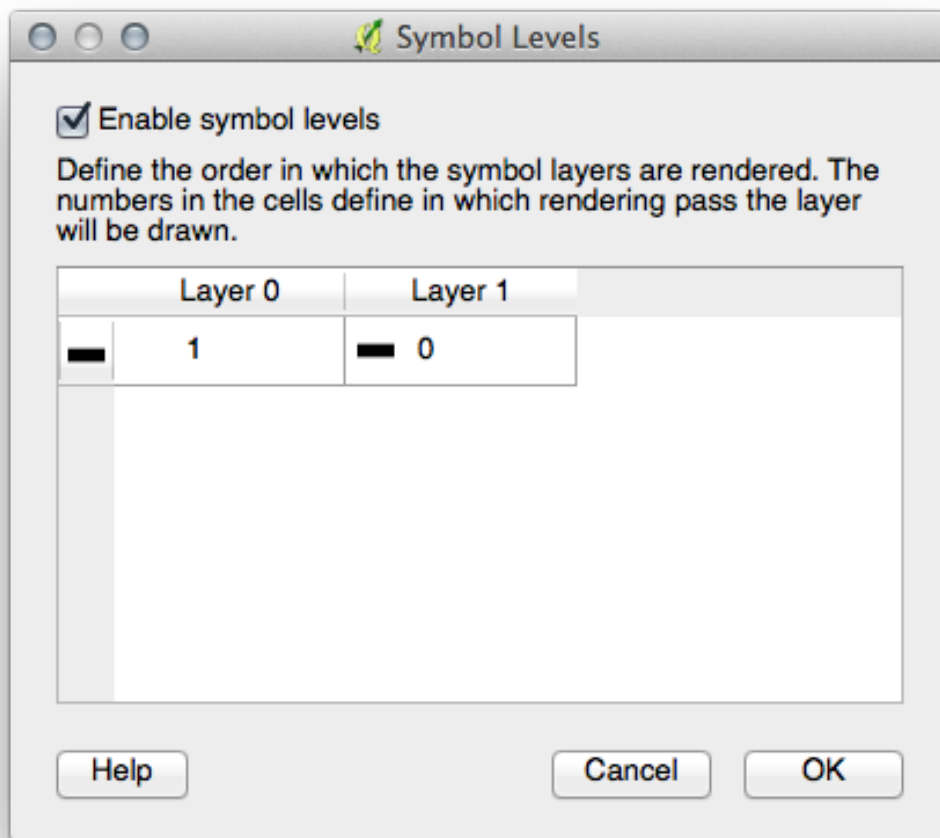 Symbol Levels
Enable symbol levels
Define the order in which the symbol layers are rendered. The
numbers in the cells define in which rendering pass the layer
will be drawn.
Layer 0 Layer 1
1 0
Help Cancel OK